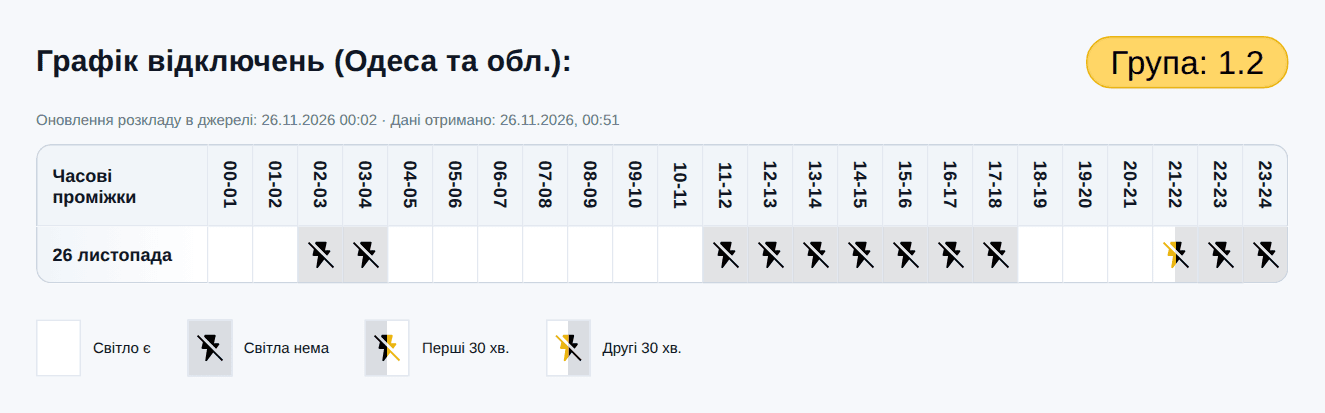 Графік відключень (Одеса та обл.):
Група: 1.2
Оновлення розкладу в джерелі: 26.11.2026 00:02 · Дані отримано: 26.11.2026, 00:51
Часові
проміжки
00-01
01-02
02-03
03-04
04-05
05-06
06-07
07-08
08-09
09-10
10-11
11-12
12-13
13-14
14-15
15-16
16-17
17-18
18-19
19-20
20-21
21-22
22-23
23-24
26 листопада
Світло є
Світла нема
Перші 30 хв.
Другі 30 хв.